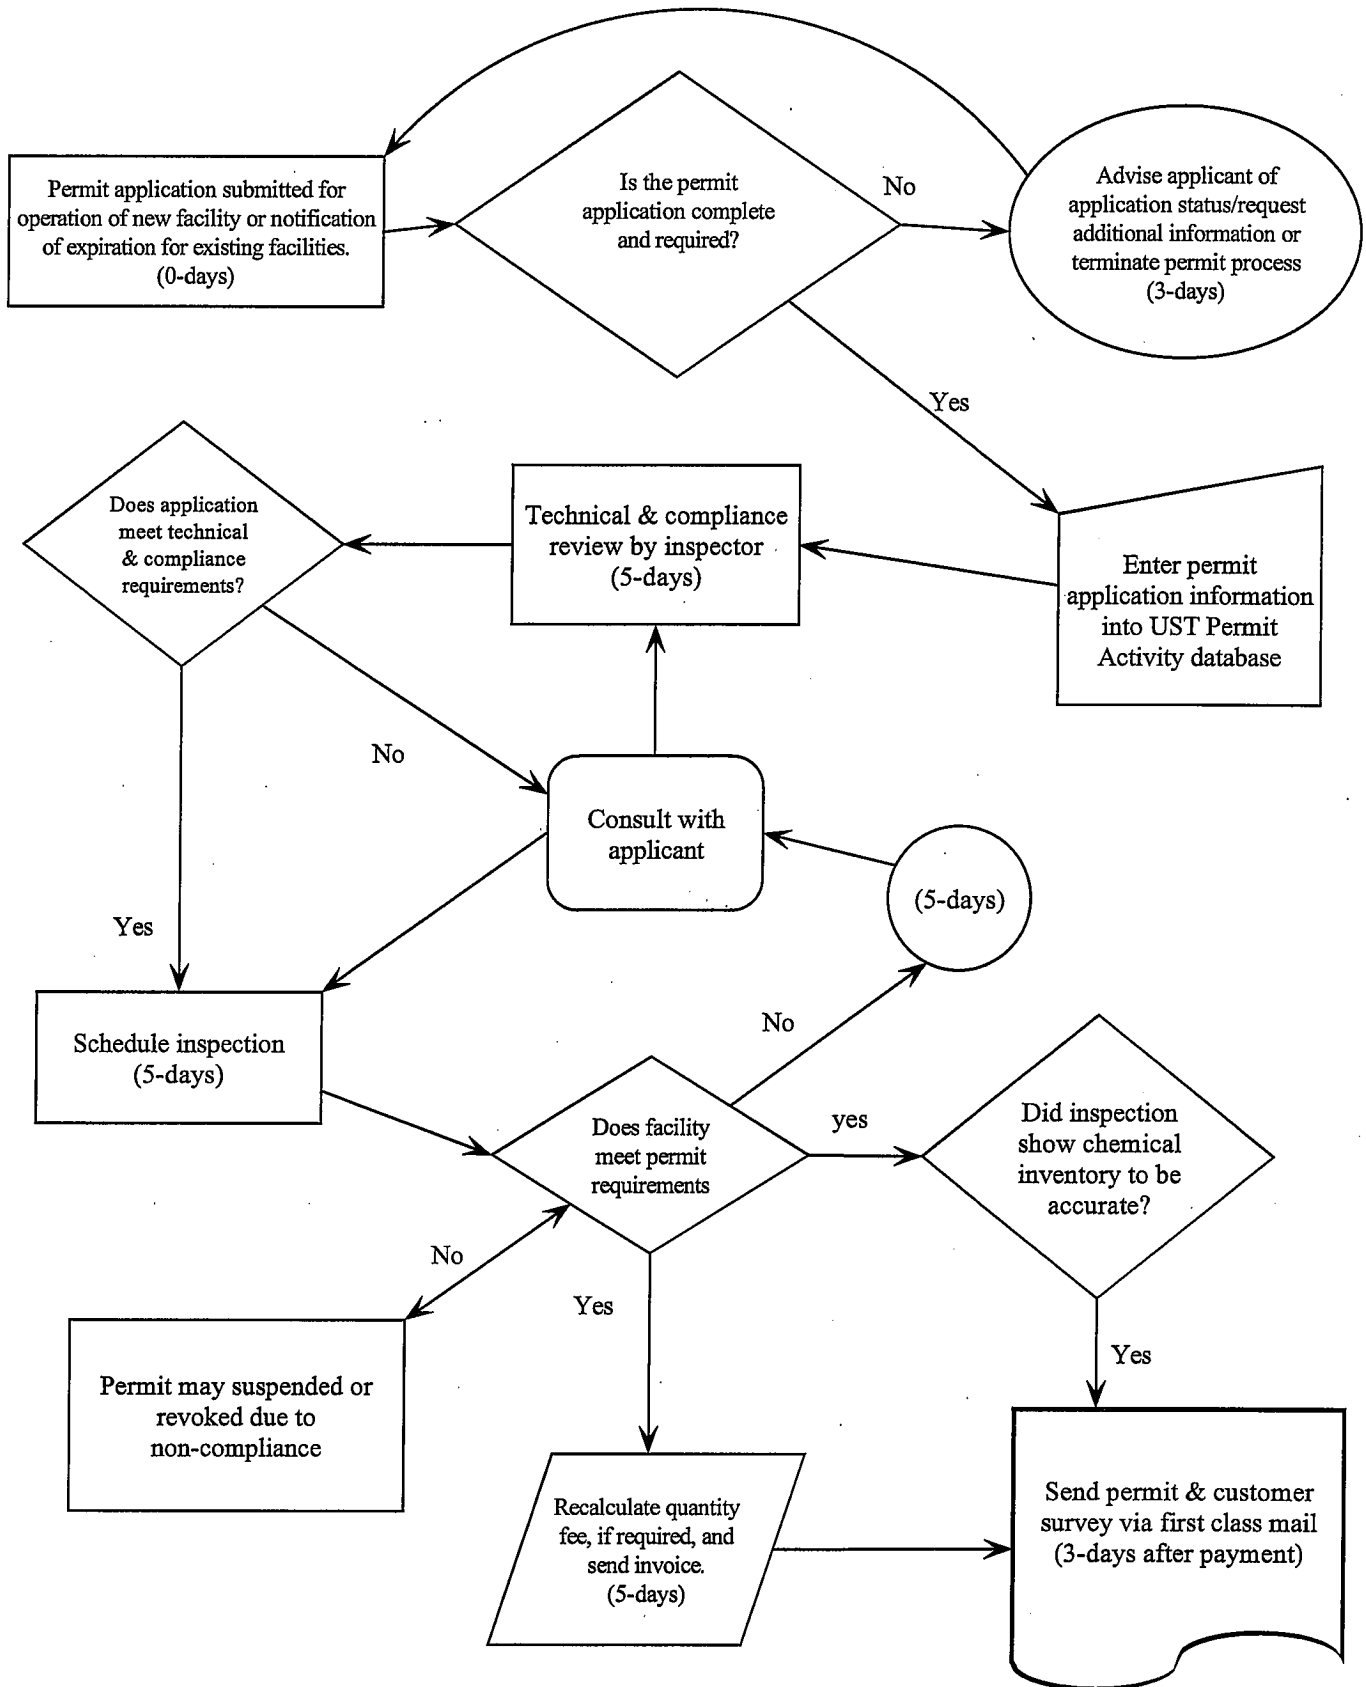 Permit application submitted for
operation of new facility or notification
of expiration for existing facilities.
(0-days)
Is the permit
application complete
and required?
No
Advise applicant of
application status/request
additional information or
terminate permit process
(3-days)
Yes
Does application
meet technical
& compliance
requirements?
Technical & compliance
review by inspector
(5-days)
Enter permit
application information
into UST Permit
Activity database
No
Consult with
applicant
(5-days)
Yes
Schedule inspection
(5-days)
No
Does facility
meet permit
requirements
yes
Did inspection
show chemical
inventory to be
accurate?
No
Yes
Yes
Permit may suspended or
revoked due to
non-compliance
Recalculate quantity
fee, if required, and
send invoice.
(5-days)
Send permit & customer
survey via first class mail
(3-days after payment)